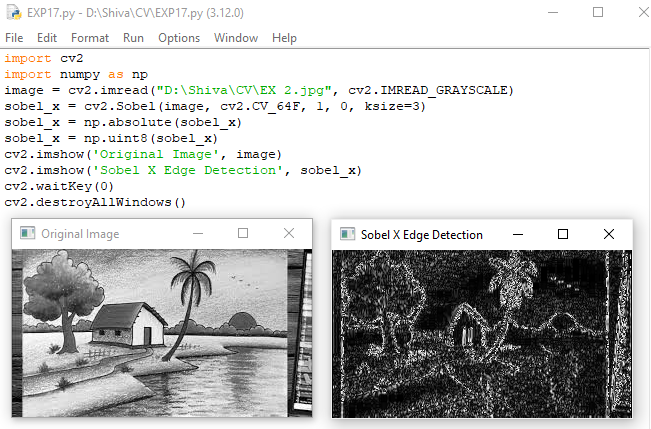 EXP17.py - D:\Shiva\CV\EXP17.py (3.12.0)
File Edit Format Run Options Window Help
import cv2
import numpy as np
image = cv2.imread("D:\Shiva\CV\EX 2.jpg", cv2.IMREAD_GRAYSCALE)
sobel_x = cv2.Sobel(image, cv2.CV_64F, 1, 0, ksize=3)
sobel_x = np.absolute(sobel_x)
sobel_x = np.uint8(sobel_x)
cv2.imshow('Original Image', image)
cv2.imshow('Sobel X Edge Detection', sobel_x)
cv2.waitKey(0)
cv2.destroyAllWindows()
Original Image
Sobel X Edge Detection